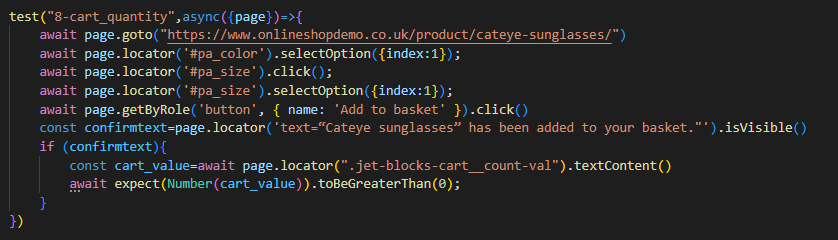 test("8-cart_quantity",async({page})=>{
    await page.goto("https://www.onlineshopdemo.co.uk/product/cateye-sunglasses/")
    await page.locator('#pa_color').selectOption({index:1});
    await page.locator('#pa_size').click();
    await page.locator('#pa_size').selectOption({index:1});
    await page.getByRole('button', { name: 'Add to basket' }).click()
    const confirmtext=page.locator('text=“Cateye sunglasses” has been added to your basket."').isVisible()
    if (confirmtext){
        const cart_value=await page.locator(".jet-blocks-cart__count-val").textContent()
        await expect(Number(cart_value)).toBeGreaterThan(0);
    }
})